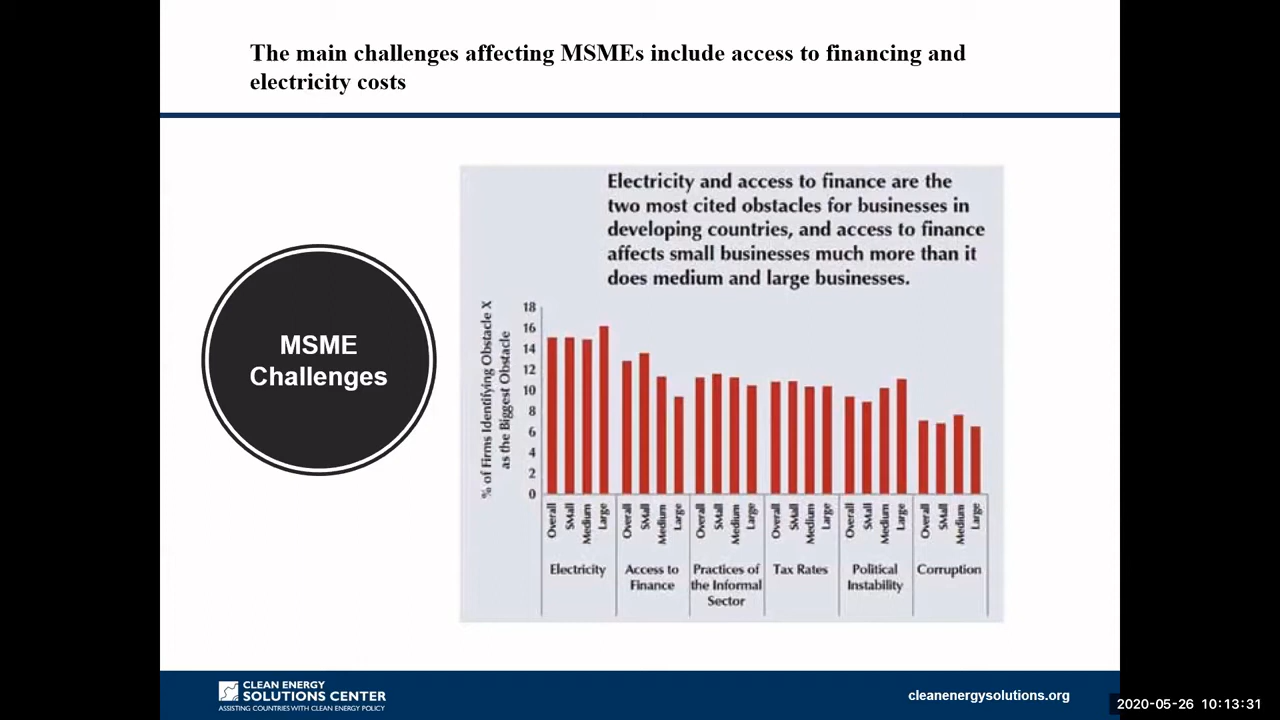 The main challenges affecting MSMEs include access to financing and
electricity costs
MSME
Challenges
Electricity and access to finance are the
two most cited obstacles for businesses in
developing countries, and access to finance
affects small businesses much more than it
does medium and large businesses.
% of Firms Identifying Obstacle X
as the Biggest Obstacle
18
16
14
12
10
8
6
4
2
0
Overall
SMall
Medium
Large
Overall
SMall
Medium
Large
Overall
SMall
Medium
Large
Overall
SMall
Medium
Large
Overall
SMall
Medium
Large
Overall
SMall
Medium
Large
Electricity
Access to
Finance
Practices of
the Informal
Sector
Tax Rates
Political
Instability
Corruption
CLEAN ENERGY
SOLUTIONS CENTER
ASSISTING COUNTRIES WITH CLEAN ENERGY POLICY
cleanenergysolutions.org
2020-05-26 10:13:31